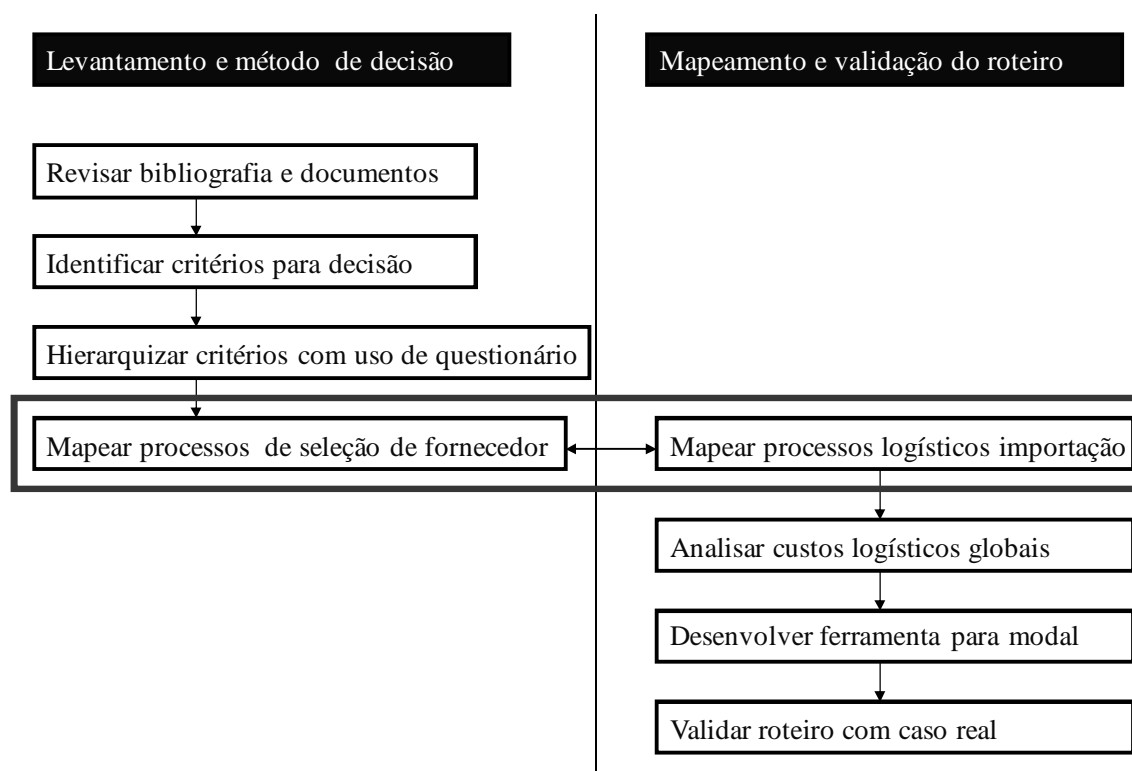 Levantamento e método de decisão
Mapeamento e validação do roteiro
Revisar bibliografia e documentos
Identificar critérios para decisão
Hierarquizar critérios com uso de questionário
Mapear processos de seleção de fornecedor
Mapear processos logísticos importação
Analisar custos logísticos globais
Desenvolver ferramenta para modal
Validar roteiro com caso real